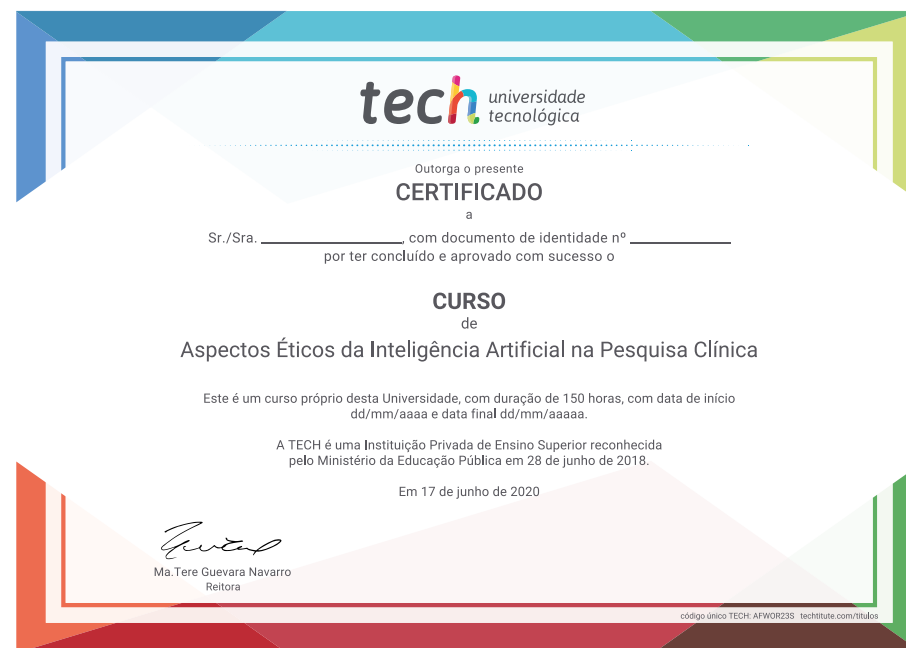 tech universidade
tecnológica
Outorga o presente
CERTIFICADO
a
Sr./Sra. ____________, com documento de identidade nº ____________
por ter concluído e aprovado com sucesso o
CURSO
de
Aspectos Éticos da Inteligência Artificial na Pesquisa Clínica
Este é um curso próprio desta Universidade, com duração de 150 horas, com data de início
dd/mm/aaaa e data final dd/mm/aaaaa.
A TECH é uma Instituição Privada de Ensino Superior reconhecida
pelo Ministério da Educação Pública em 28 de junho de 2018.
Em 17 de junho de 2020
Ma.Tere Guevara Navarro
Reitora
código único TECH: AFWOR23S techtitute.com/titulos